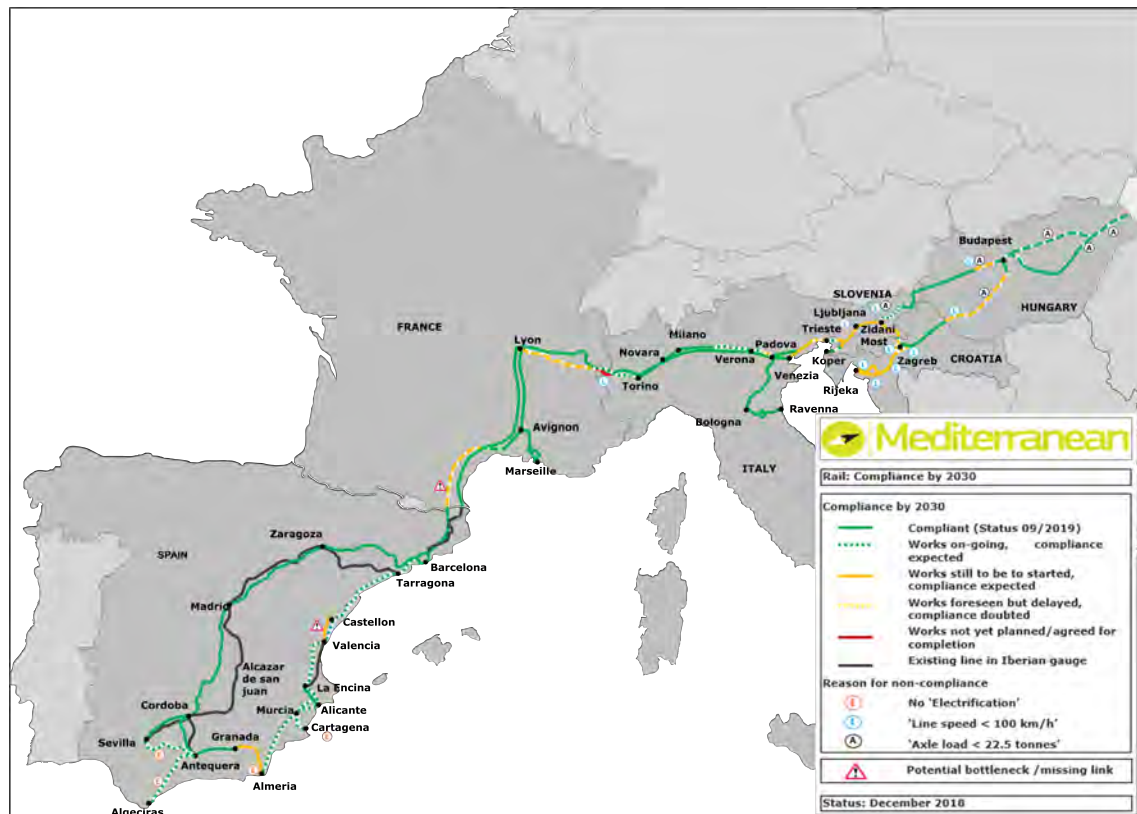 Budapest
SLOVENIA
HUNGARY
Ljubljana
FRANCE
Lyon
Milano
Trieste
Zidani
Most
Novara
Padova
Zagreb
CROATIA
Verona
Koper
Torino
Venezia
Rijeka
Bologna
Ravenna
Avignon
Marseille
ITALY
Zaragoza
SPAIN
Barcelona
Tarragona
Madrid
Castellon
Valencia
Alcazar
de san
juan
La Encina
Cordoba
Murcia
Alicante
Cartagena
Sevilla
Granada
Antequera
Almeria
Algeciras
Mediterranean
Rail: Compliance by 2030
Compliance by 2030
Compliant (Status 09/2019)
Works on-going, compliance
expected
Works still to be to started,
compliance expected
Works foreseen but delayed,
compliance doubted
Works not yet planned/agreed for
completion
Existing line in Iberian gauge
Reason for non-compliance
E No 'Electrification'
'Line speed < 100 km/h'
A 'Axle load < 22.5 tonnes'
Potential bottleneck /missing link
Status: December 2018